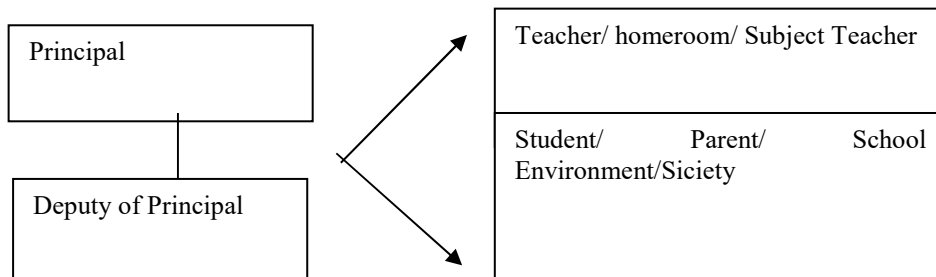 Principal
Teacher/ homeroom/ Subject Teacher
Student/ Parent/ School
Environment/Siciety
Deputy of Principal